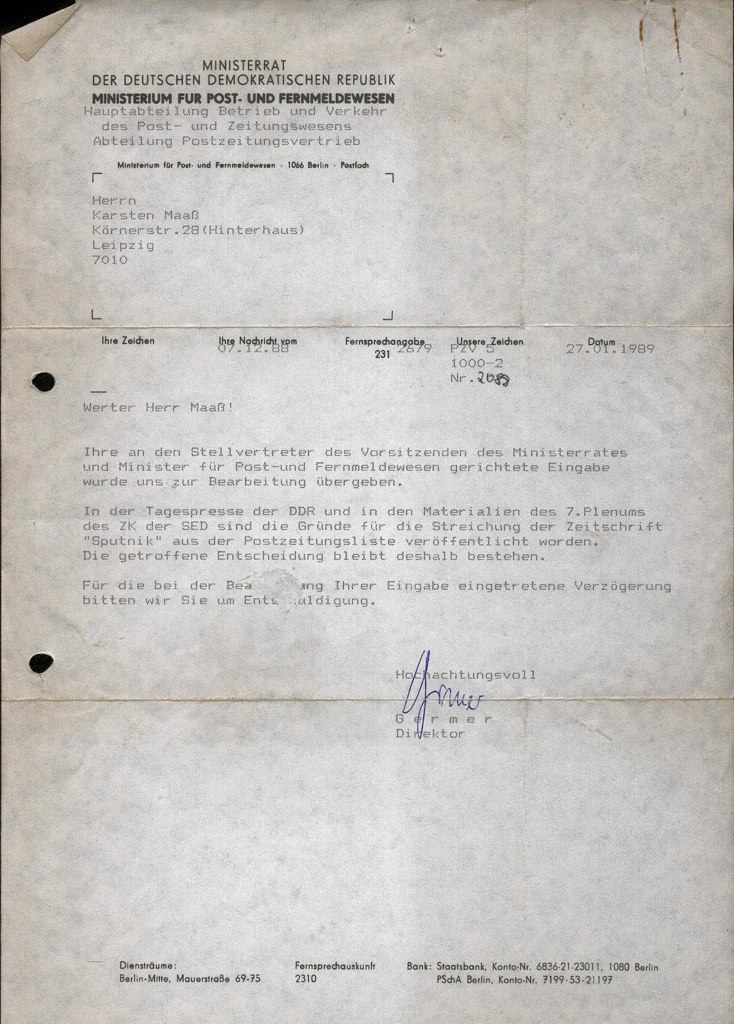 MINISTERRAT
DER DEUTSCHEN DEMOKRATISCHEN REPUBLIK
MINISTERIUM FUR POST- UND FERNMELDEWESEN
Hauptabteilung Betrieb und Verkehr
des Post- und Zeitungswesens
Abteilung Postzeitungsvertrieb
Ministerium für Post- und Fernmeldewesen · 1066 Berlin · Postfach
Herrn
Karsten Maaß
Körnerstr.28(Hinterhaus)
Leipzig
7010
Ihre Zeichen Ihre Nachricht vom Fernsprechangabe Unsere Zeichen Datum
07.12.88 231 2679 PZV 5 27.01.1989
1000-2
Nr. 2089
Werter Herr Maaß!
Ihre an den Stellvertreter des Vorsitzenden des Ministerrates
und Minister für Post-und Fernmeldewesen gerichtete Eingabe
wurde uns zur Bearbeitung übergeben.
In der Tagespresse der DDR und in den Materialien des 7.Plenums
des ZK der SED sind die Gründe für die Streichung der Zeitschrift
"Sputnik" aus der Postzeitungsliste veröffentlicht worden.
Die getroffene Entscheidung bleibt deshalb bestehen.
Für die bei der Bea ung Ihrer Eingabe eingetretene Verzögerung
bitten wir Sie um Ents uldigung.
Hochachtungsvoll
G e r m e r
Direktor
Diensträume: Fernsprechauskunft Bank: Staatsbank, Konto-Nr. 6836-21-23011, 1080 Berlin
Berlin-Mitte, Mauerstraße 69-75 2310 PSchA Berlin, Konto-Nr. 7199-53-21197